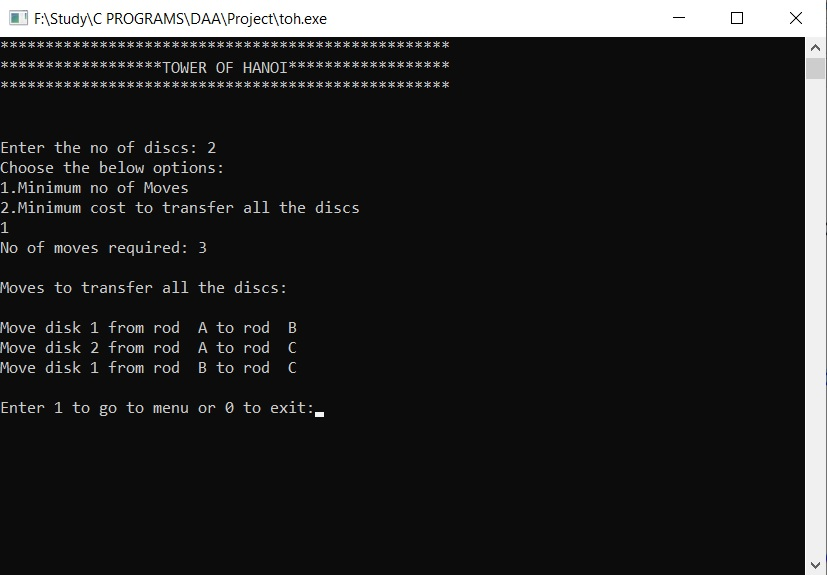 F:\Study\C PROGRAMS\DAA\Project\toh.exe
**************************************************
******************TOWER OF HANOI******************
**************************************************
Enter the no of discs: 2
Choose the below options:
1.Minimum no of Moves
2.Minimum cost to transfer all the discs
1
No of moves required: 3
Moves to transfer all the discs:
Move disk 1 from rod  A to rod  B
Move disk 2 from rod  A to rod  C
Move disk 1 from rod  B to rod  C
Enter 1 to go to menu or 0 to exit: